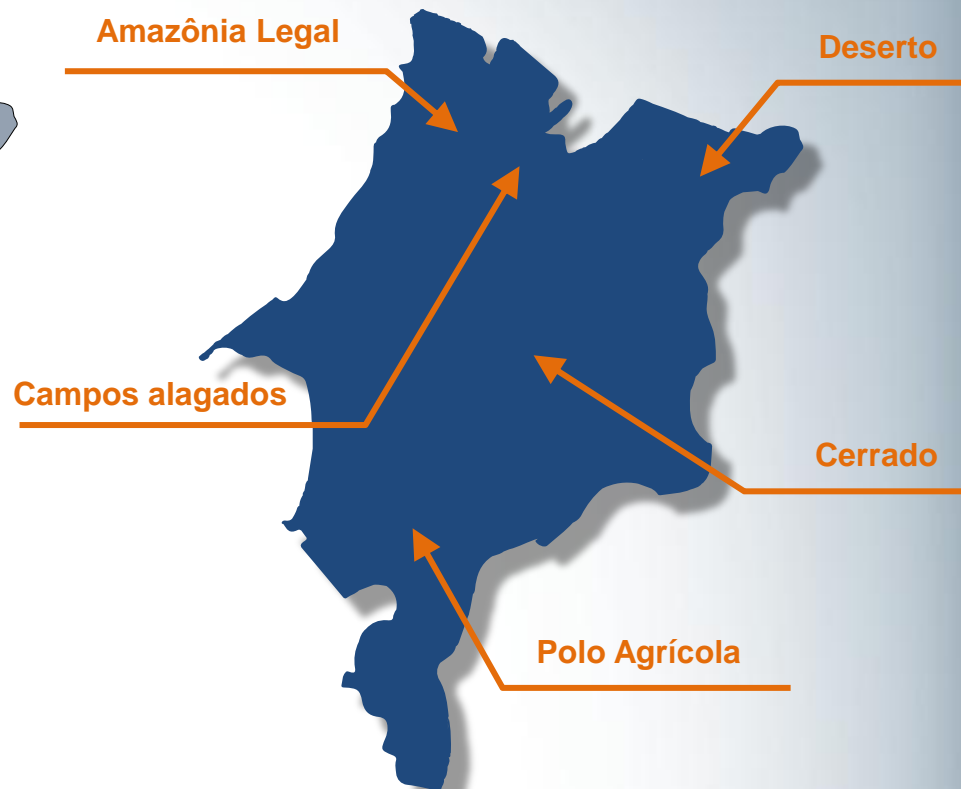 Amazônia Legal
Deserto
Campos alagados
Cerrado
Polo Agrícola